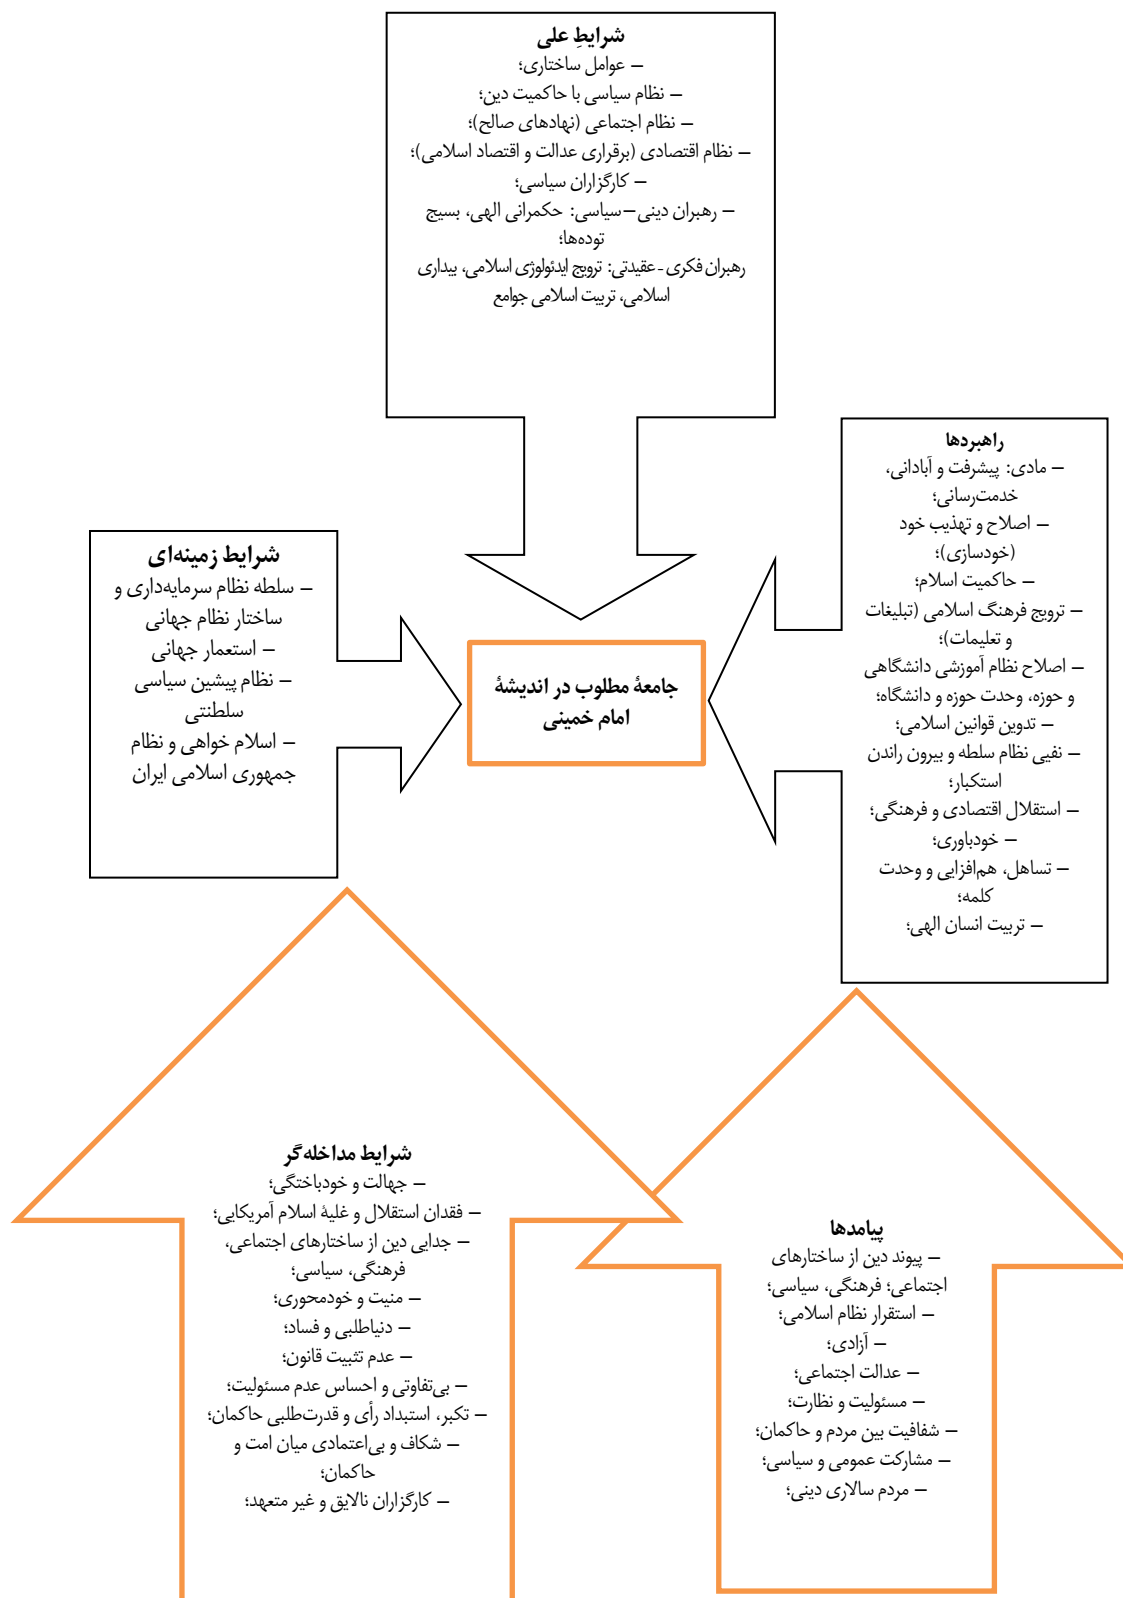 شرایطِ علی
– عوامل ساختاری؛
– نظام سیاسی با حاکمیت دین؛
– نظام اجتماعی (نهادهای صالح)؛
– نظام اقتصادی (برقراری عدالت و اقتصاد اسلامی)؛
– کارگزاران سیاسی؛
– رهبران دینی – سیاسی: حکمرانی الهی، بسیج
توده‌ها؛
رهبران فکری - عقیدتی: ترویج ایدئولوژی اسلامی، بیداری
اسلامی، تربیت اسلامی جوامع
راهبردها
– مادی: پیشرفت و آبادانی،
خدمت‌رسانی؛
– اصلاح و تهذیب خود
(خودسازی)؛
– حاکمیت اسلام؛
– ترویج فرهنگ اسلامی (تبلیغات
و تعلیمات)؛
– اصلاح نظام آموزشی دانشگاهی
و حوزه، وحدت حوزه و دانشگاه؛
– تدوین قوانین اسلامی؛
– نفیی نظام سلطه و بیرون راندن
استکبار؛
– استقلال اقتصادی و فرهنگی؛
– خودباوری؛
– تساهل، هم‌افزایی و وحدت
کلمه؛
– تربیت انسان الهی؛
شرایط زمینه‌ای
– سلطه نظام سرمایه‌داری و
ساختار نظام جهانی
– استعمار جهانی
– نظام پیشین سیاسی
سلطنتی
– اسلام خواهی و نظام
جمهوری اسلامی ایران
جامعۀ مطلوب در اندیشۀ
امام خمینی
شرایط مداخله‌گر
– جهالت و خودباختگی؛
– فقدان استقلال و غلیۀ اسلام آمریکایی؛
– جدایی دین از ساختارهای اجتماعی،
فرهنگی، سیاسی؛
– منیت و خودمحوری؛
– دنیاطلبی و فساد؛
– عدم تثبیت قانون؛
– بی‌تفاوتی و احساس عدم مسئولیت؛
– تکبر، استبداد رأی و قدرت‌طلبی حاکمان؛
– شکاف و بی‌اعتمادی میان امت و
حاکمان؛
– کارگزاران نالایق و غیر متعهد؛
پیامدها
– پیوند دین از ساختارهای
اجتماعی؛ فرهنگی، سیاسی؛
– استقرار نظام اسلامی؛
– آزادی؛
– عدالت اجتماعی؛
– مسئولیت و نظارت؛
– شفافیت بین مردم و حاکمان؛
– مشارکت عمومی و سیاسی؛
– مردم سالاری دینی؛